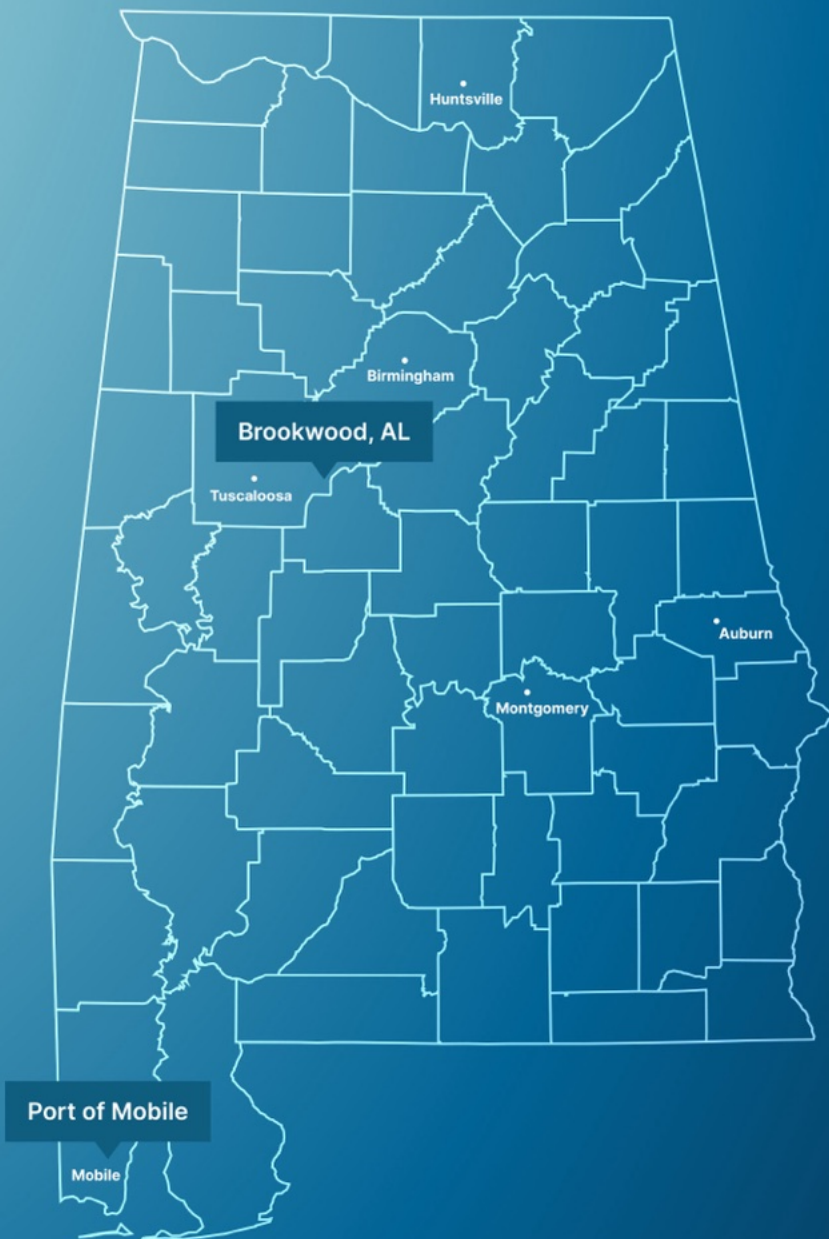 Huntsville
Birmingham
Brookwood, AL
Tuscaloosa
Auburn
Montgomery
Port of Mobile
Mobile